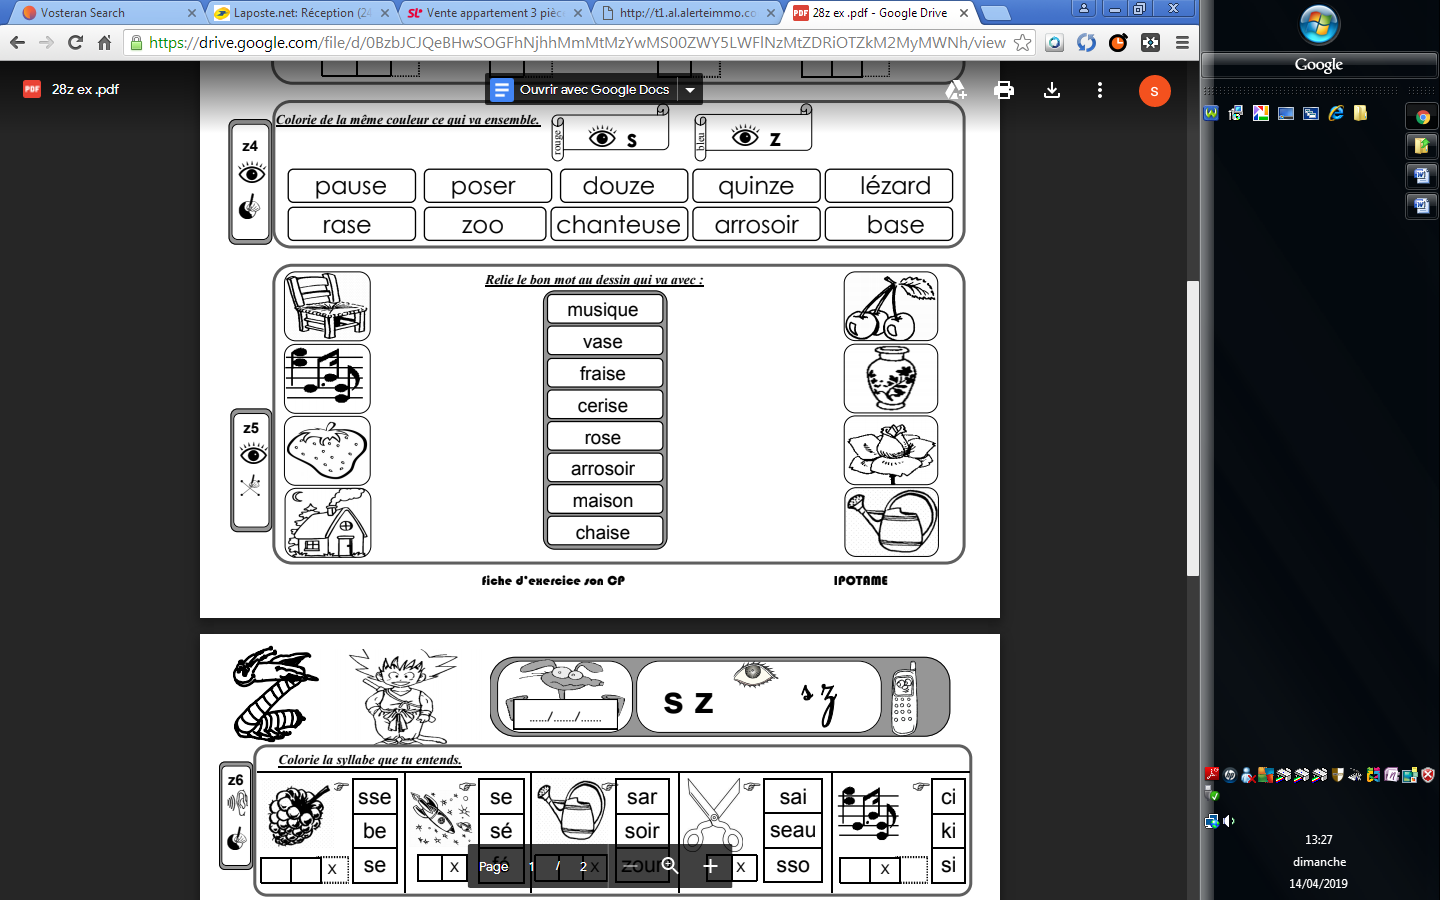 Vosteran Search
Laposte.net: Réception (24
Vente appartement 3 pièce
http://t1.al.alerteimmo.co
28z ex .pdf - Google Drive
https://drive.google.com/file/d/0BzbJCJQeBHwSOGFhNjhhMmMtMzYwMS00ZWY5LWFlNzMtZDRiOTZkM2MyMWNh/view
Google
28z ex .pdf
Ouvrir avec Google Docs
s
Colorie de la même couleur ce qui va ensemble.
rouge
s
bleu
z
z4
pause
poser
douze
quinze
lézard
rase
zoo
chanteuse
arrosoir
base
Relie le bon mot au dessin qui va avec :
z5
musique
vase
fraise
cerise
rose
arrosoir
maison
chaise
fiche d'exercice son CP
IPOTAME
....../......./.......
s z
s z
Colorie la syllabe que tu entends.
z6
sse
be
se
x
se
sé
fé
x
sar
soir
zour
x
sai
seau
sso
x
ci
ki
si
x
Page 1 / 2
13:27
dimanche
14/04/2019